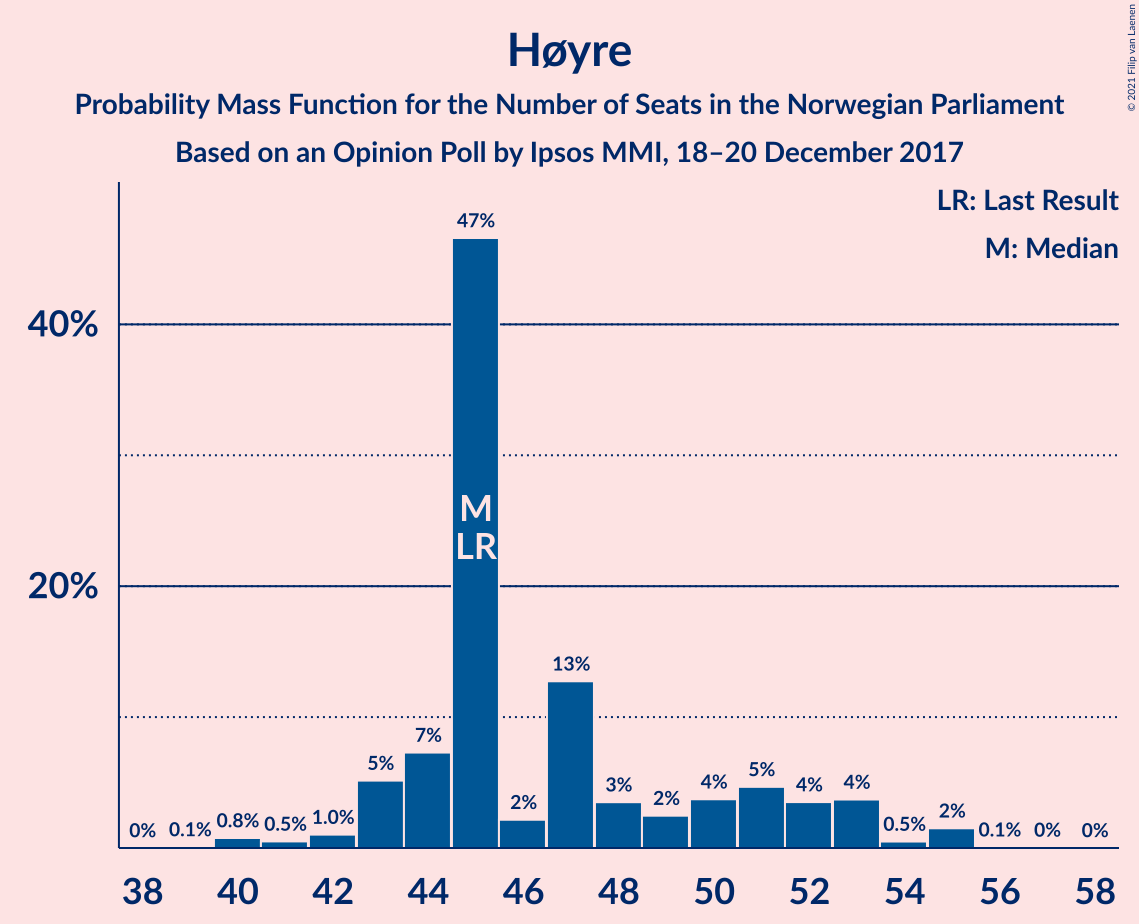 Høyre
Probability Mass Function for the Number of Seats in the Norwegian Parliament
Based on an Opinion Poll by Ipsos MMI, 18–20 December 2017
© 2021 Filip van Laenen
LR: Last Result
M: Median
40%
20%
0%
0.1%
0.8%
0.5%
1.0%
5%
7%
47%
M
LR
2%
13%
3%
2%
4%
5%
4%
4%
0.5%
2%
0.1%
0%
0%
38 40 42 44 46 48 50 52 54 56 58